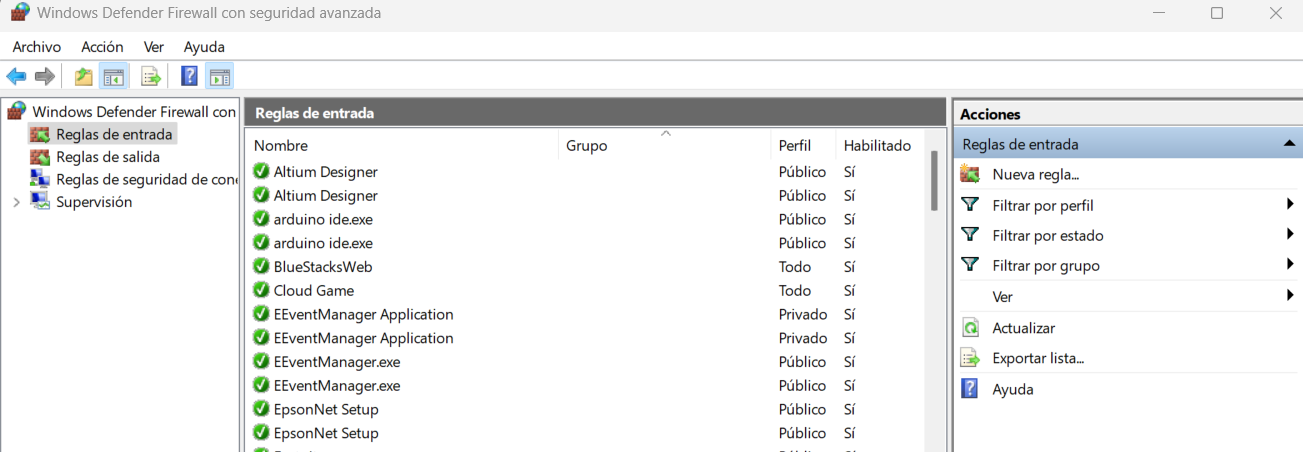 Windows Defender Firewall con seguridad avanzada
Archivo Acción Ver Ayuda
Windows Defender Firewall con
Reglas de entrada
Reglas de salida
Reglas de seguridad de con
Supervisión
Reglas de entrada
Nombre Grupo Perfil Habilitado
Altium Designer Público Sí
Altium Designer Público Sí
arduino ide.exe Público Sí
arduino ide.exe Público Sí
BlueStacksWeb Todo Sí
Cloud Game Todo Sí
EEventManager Application Privado Sí
EEventManager Application Privado Sí
EEventManager.exe Público Sí
EEventManager.exe Público Sí
EpsonNet Setup Público Sí
EpsonNet Setup Público Sí
Acciones
Reglas de entrada
Nueva regla...
Filtrar por perfil
Filtrar por estado
Filtrar por grupo
Ver
Actualizar
Exportar lista...
Ayuda